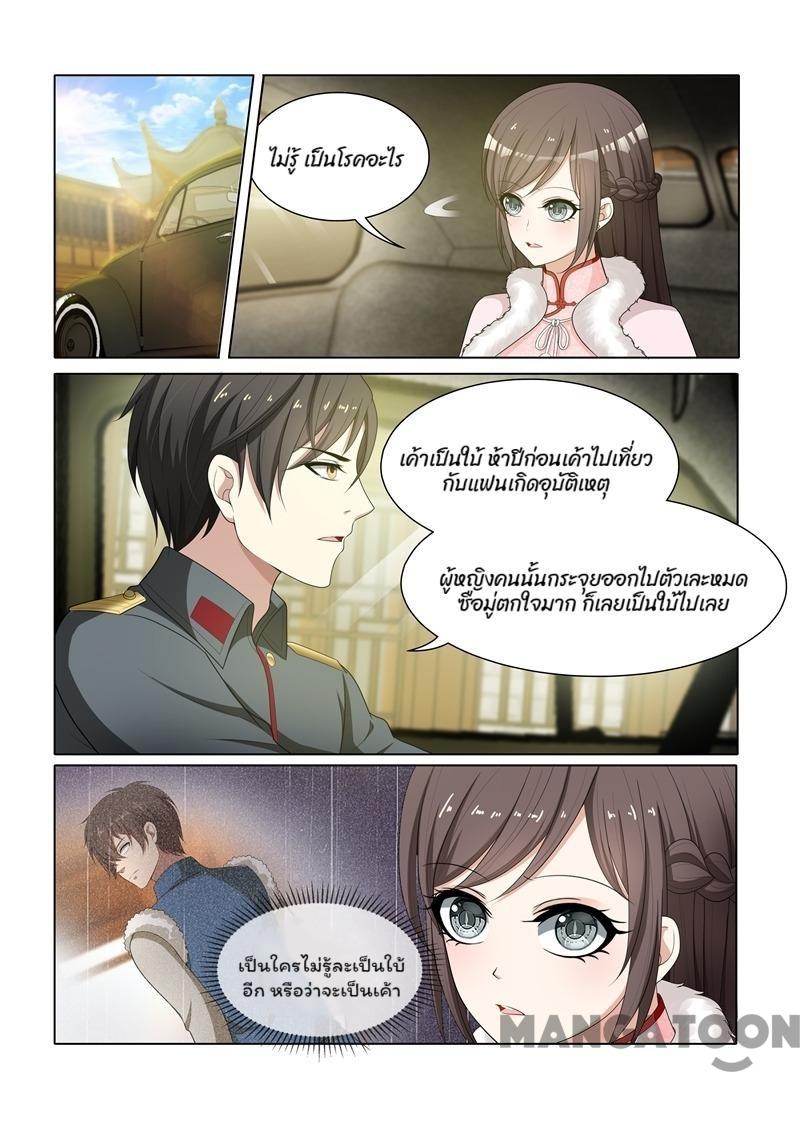 ไม่รู้ เป็นโรคอะไร
เค้าเป็นใบ้ ห้าปีก่อนเค้าไปเที่ยว
กับแฟนเกิดอุบัติเหตุ
ผู้หญิงคนนั้นกระจุยออกไปตัวเละหมด
ซือมู่ตกใจมาก ก็เลยเป็นใบ้ไปเลย
เป็นใครไม่รู้ละเป็นใบ้
อีก หรือว่าจะเป็นเค้า
MANGATOON